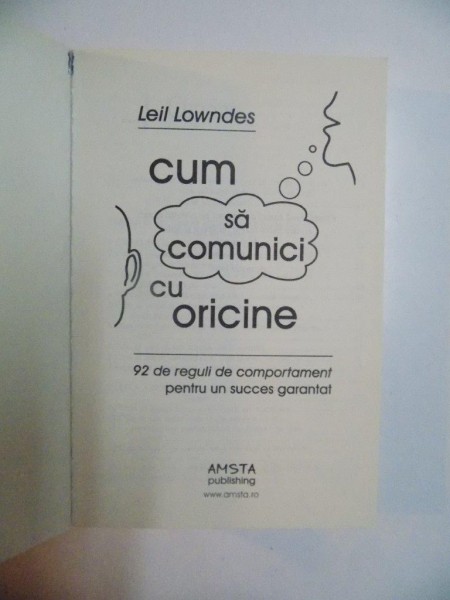 Leil Lowndes
cum
să
comunici
cu
oricine
92 de reguli de comportament
pentru un succes garantat
AMSTA
publishing
www.amsta.ro